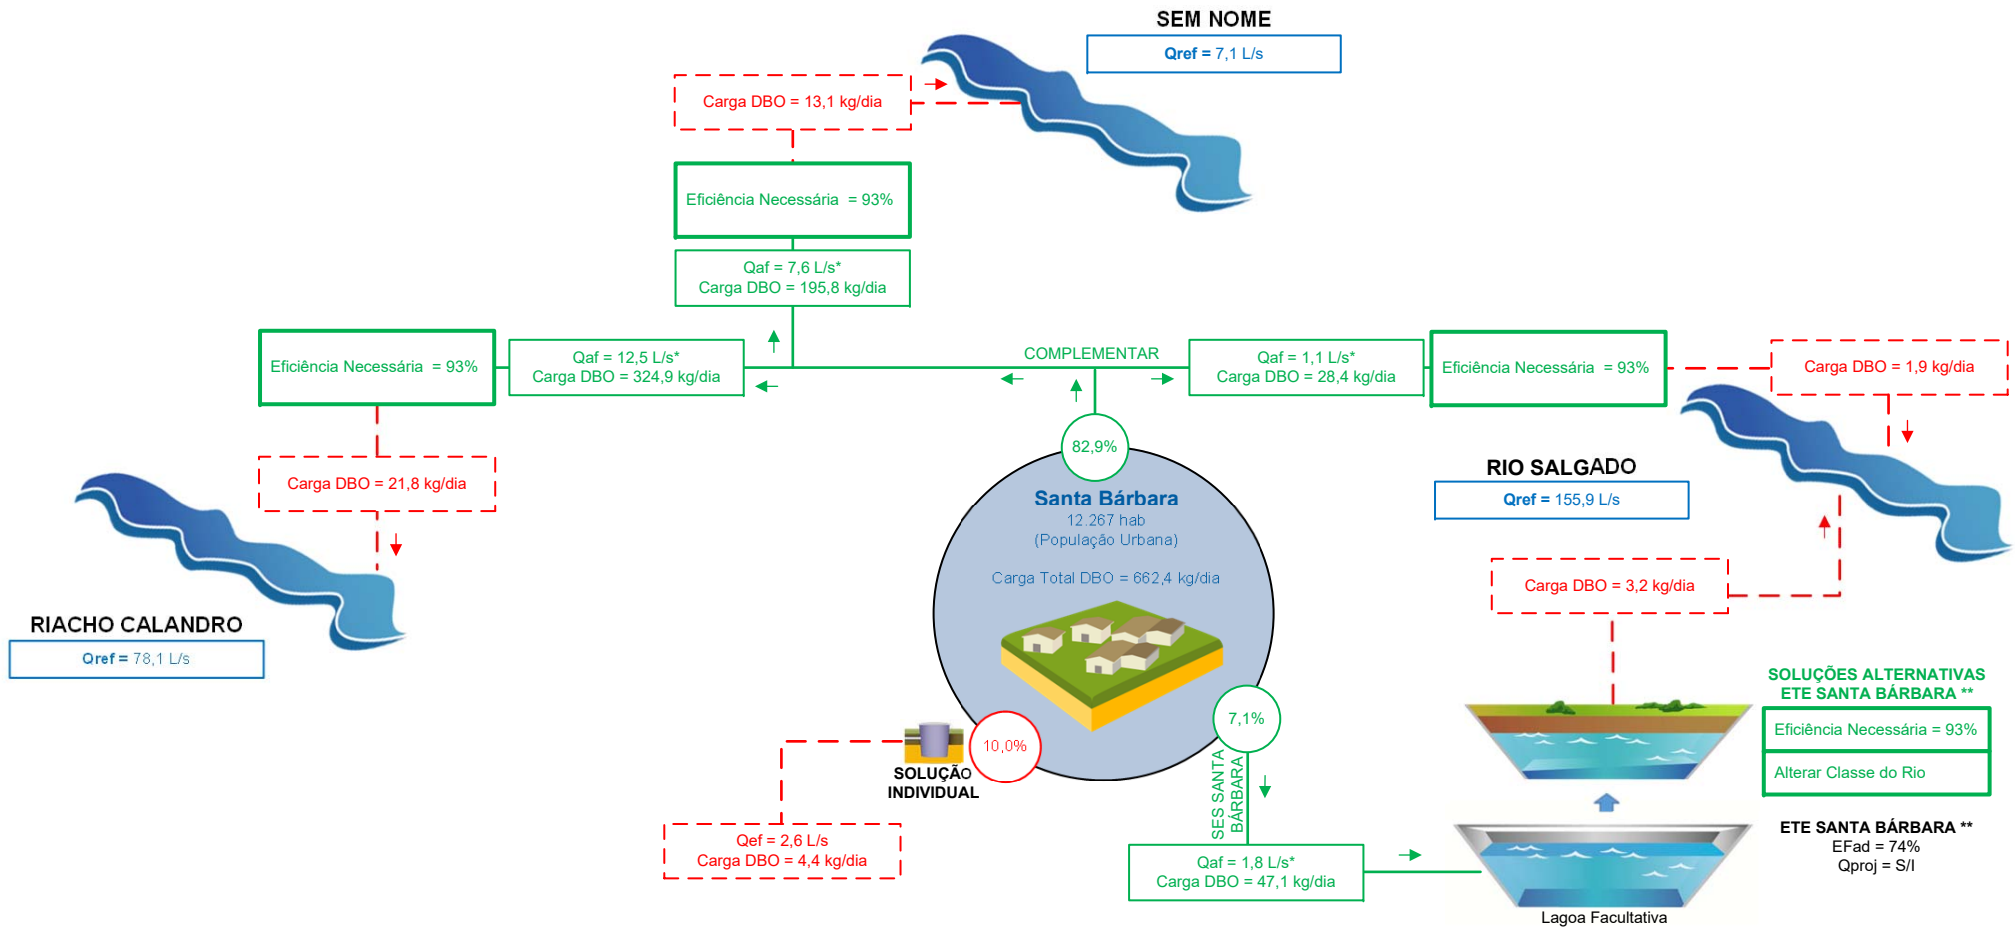 SEM NOME
Qref = 7,1 L/s
Carga DBO = 13,1 kg/dia
Eficiência Necessária = 93%
Qaf = 7,6 L/s*
Carga DBO = 195,8 kg/dia
Eficiência Necessária = 93%
Qaf = 12,5 L/s*
Carga DBO = 324,9 kg/dia
COMPLEMENTAR
Qaf = 1,1 L/s*
Carga DBO = 28,4 kg/dia
Eficiência Necessária = 93%
Carga DBO = 1,9 kg/dia
82,9%
Carga DBO = 21,8 kg/dia
RIO SALGADO
Qref = 155,9 L/s
Santa Bárbara
12.267 hab
(População Urbana)
Carga Total DBO = 662,4 kg/dia
Carga DBO = 3,2 kg/dia
RIACHO CALANDRO
Qref = 78,1 L/s
SOLUÇÕES ALTERNATIVAS
ETE SANTA BÁRBARA **
Eficiência Necessária = 93%
Alterar Classe do Rio
7,1%
10,0%
SOLUÇÃO
INDIVIDUAL
SES SANTA
BÁRBARA
ETE SANTA BÁRBARA **
EFad = 74%
Qproj = S/I
Qef = 2,6 L/s
Carga DBO = 4,4 kg/dia
Qaf = 1,8 L/s*
Carga DBO = 47,1 kg/dia
Lagoa Facultativa